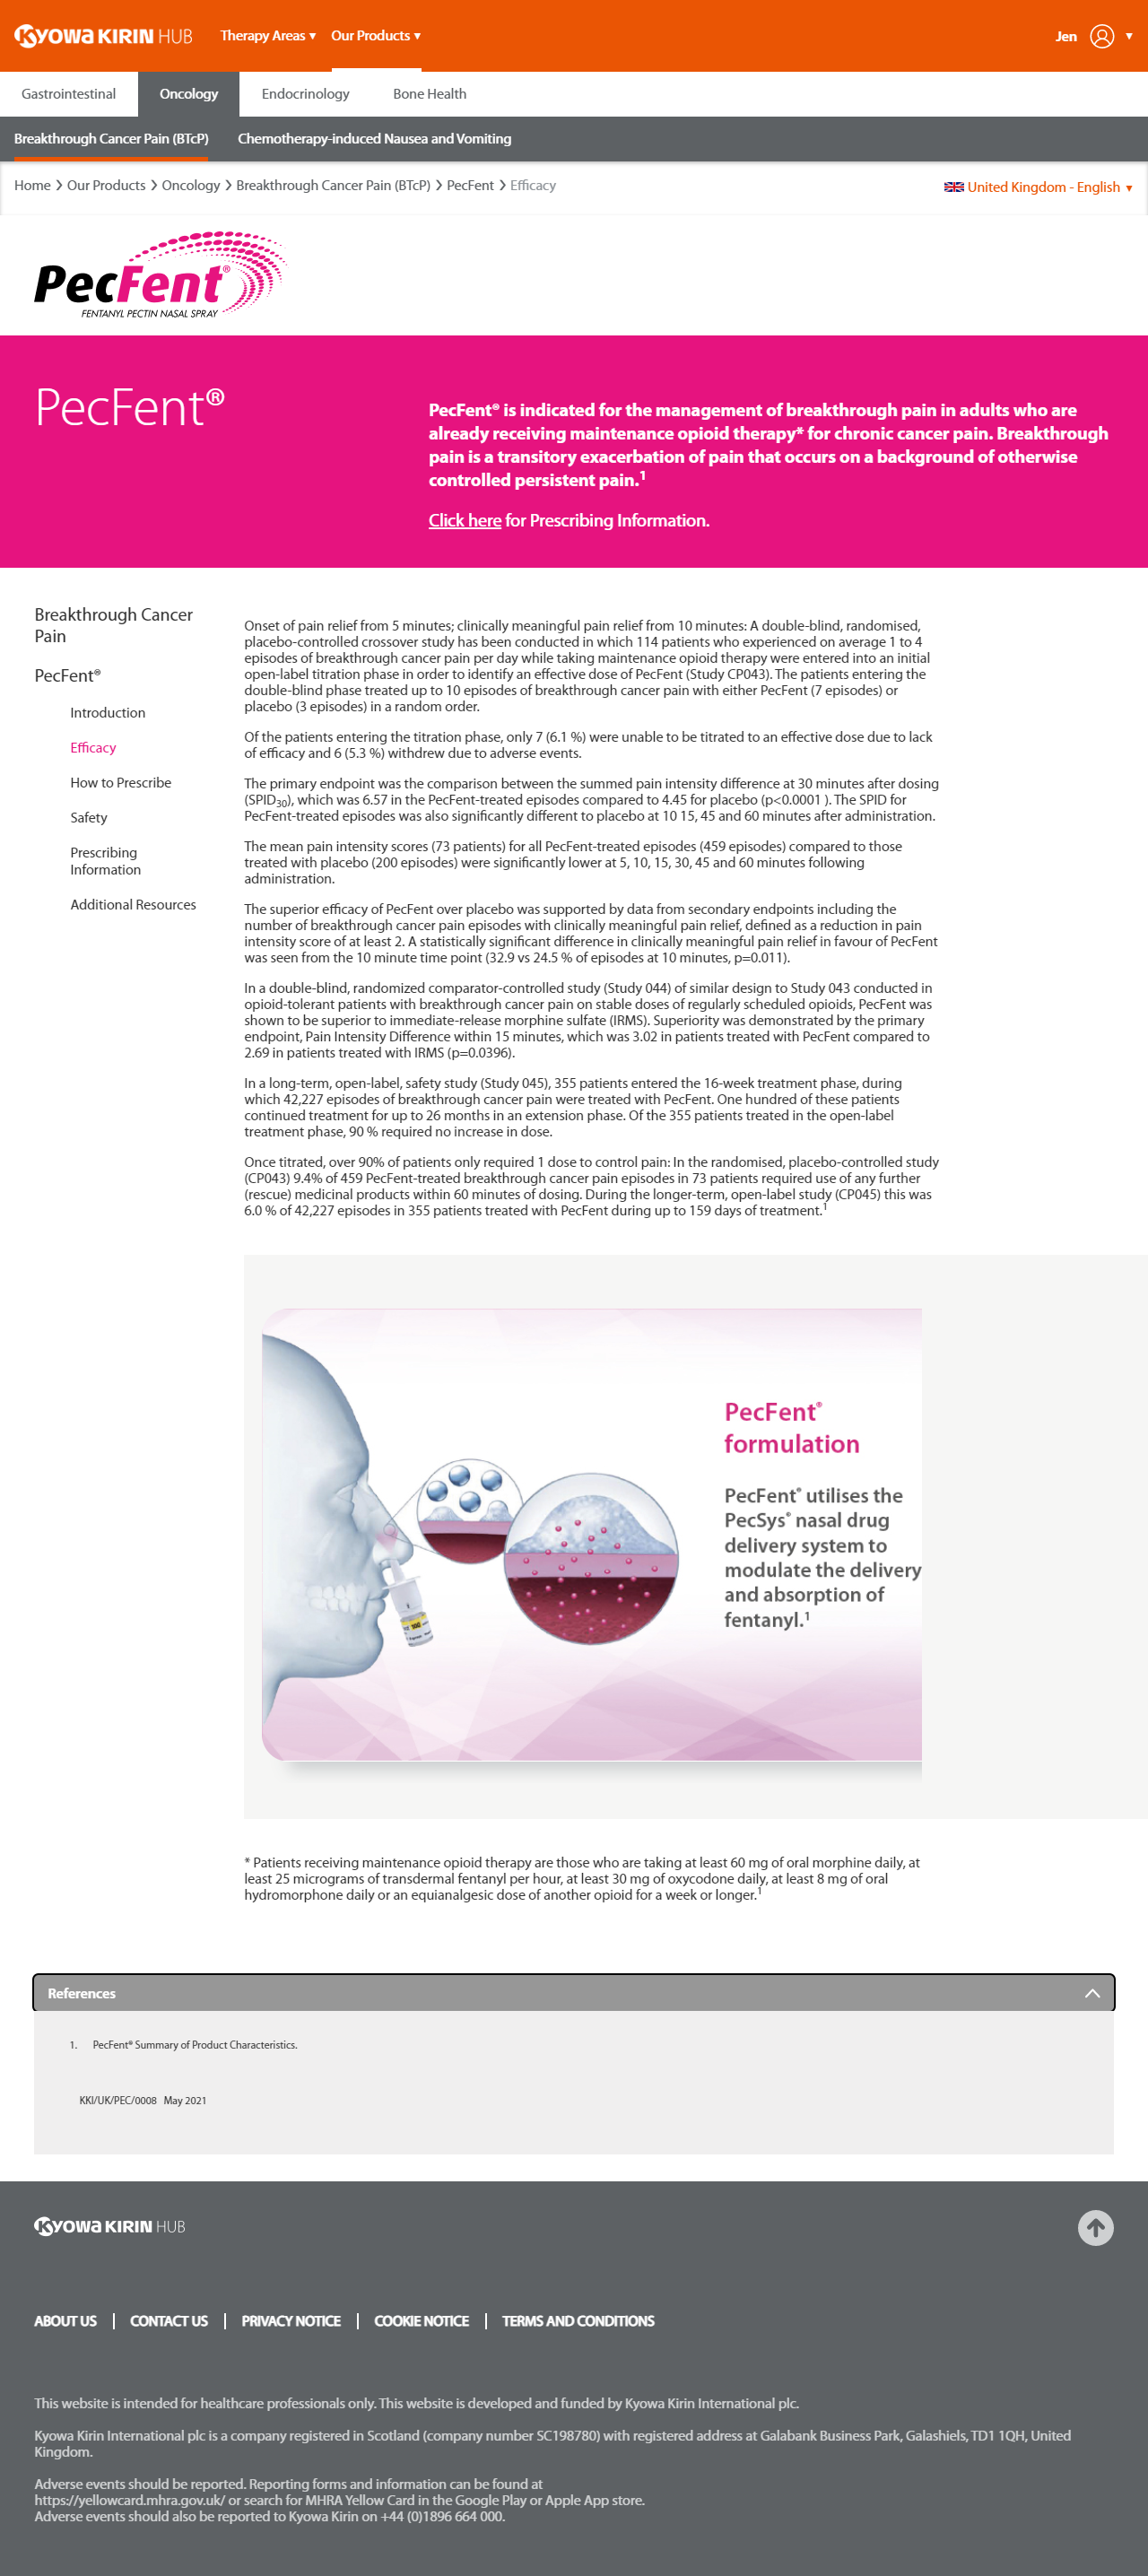 KYOWA KIRIN HUB
Therapy Areas ▼ Our Products ▼
Jen ▼
Gastrointestinal Oncology Endocrinology Bone Health
Breakthrough Cancer Pain (BTcP) Chemotherapy-induced Nausea and Vomiting
Home > Our Products > Oncology > Breakthrough Cancer Pain (BTcP) > PecFent > Efficacy
United Kingdom - English ▼
PecFent®
FENTANYL PECTIN NASAL SPRAY
PecFent®
PecFent® is indicated for the management of breakthrough pain in adults who are
already receiving maintenance opioid therapy* for chronic cancer pain. Breakthrough
pain is a transitory exacerbation of pain that occurs on a background of otherwise
controlled persistent pain.1
Click here for Prescribing Information.
Breakthrough Cancer
Pain
PecFent®
Introduction
Efficacy
How to Prescribe
Safety
Prescribing
Information
Additional Resources
Onset of pain relief from 5 minutes; clinically meaningful pain relief from 10 minutes: A double-blind, randomised,
placebo-controlled crossover study has been conducted in which 114 patients who experienced on average 1 to 4
episodes of breakthrough cancer pain per day while taking maintenance opioid therapy were entered into an initial
open-label titration phase in order to identify an effective dose of PecFent (Study CP043). The patients entering the
double-blind phase treated up to 10 episodes of breakthrough cancer pain with either PecFent (7 episodes) or
placebo (3 episodes) in a random order.
Of the patients entering the titration phase, only 7 (6.1 %) were unable to be titrated to an effective dose due to lack
of efficacy and 6 (5.3 %) withdrew due to adverse events.
The primary endpoint was the comparison between the summed pain intensity difference at 30 minutes after dosing
(SPID30), which was 6.57 in the PecFent-treated episodes compared to 4.45 for placebo (p<0.0001 ). The SPID for
PecFent-treated episodes was also significantly different to placebo at 10 15, 45 and 60 minutes after administration.
The mean pain intensity scores (73 patients) for all PecFent-treated episodes (459 episodes) compared to those
treated with placebo (200 episodes) were significantly lower at 5, 10, 15, 30, 45 and 60 minutes following
administration.
The superior efficacy of PecFent over placebo was supported by data from secondary endpoints including the
number of breakthrough cancer pain episodes with clinically meaningful pain relief, defined as a reduction in pain
intensity score of at least 2. A statistically significant difference in clinically meaningful pain relief in favour of PecFent
was seen from the 10 minute time point (32.9 vs 24.5 % of episodes at 10 minutes, p=0.011).
In a double-blind, randomized comparator-controlled study (Study 044) of similar design to Study 043 conducted in
opioid-tolerant patients with breakthrough cancer pain on stable doses of regularly scheduled opioids, PecFent was
shown to be superior to immediate-release morphine sulfate (IRMS). Superiority was demonstrated by the primary
endpoint, Pain Intensity Difference within 15 minutes, which was 3.02 in patients treated with PecFent compared to
2.69 in patients treated with IRMS (p=0.0396).
In a long-term, open-label, safety study (Study 045), 355 patients entered the 16-week treatment phase, during
which 42,227 episodes of breakthrough cancer pain were treated with PecFent. One hundred of these patients
continued treatment for up to 26 months in an extension phase. Of the 355 patients treated in the open-label
treatment phase, 90 % required no increase in dose.
Once titrated, over 90% of patients only required 1 dose to control pain: In the randomised, placebo-controlled study
(CP043) 9.4% of 459 PecFent-treated breakthrough cancer pain episodes in 73 patients required use of any further
(rescue) medicinal products within 60 minutes of dosing. During the longer-term, open-label study (CP045) this was
6.0 % of 42,227 episodes in 355 patients treated with PecFent during up to 159 days of treatment.1
PecFent®
formulation
PecFent® utilises the
PecSys® nasal drug
delivery system to
modulate the delivery
and absorption of
fentanyl.1
100
* Patients receiving maintenance opioid therapy are those who are taking at least 60 mg of oral morphine daily, at
least 25 micrograms of transdermal fentanyl per hour, at least 30 mg of oxycodone daily, at least 8 mg of oral
hydromorphone daily or an equianalgesic dose of another opioid for a week or longer.1
References
1. PecFent® Summary of Product Characteristics.
KKI/UK/PEC/0008 May 2021
KYOWA KIRIN HUB
ABOUT US | CONTACT US | PRIVACY NOTICE | COOKIE NOTICE | TERMS AND CONDITIONS
This website is intended for healthcare professionals only. This website is developed and funded by Kyowa Kirin International plc.
Kyowa Kirin International plc is a company registered in Scotland (company number SC198780) with registered address at Galabank Business Park, Galashiels, TD1 1QH, United
Kingdom.
Adverse events should be reported. Reporting forms and information can be found at
https://yellowcard.mhra.gov.uk/ or search for MHRA Yellow Card in the Google Play or Apple App store.
Adverse events should also be reported to Kyowa Kirin on +44 (0)1896 664 000.